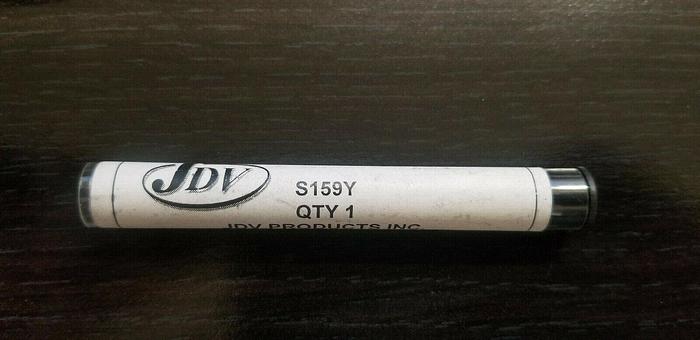 JDV
S159Y
QTY 1
JDV PRODUCTS INC